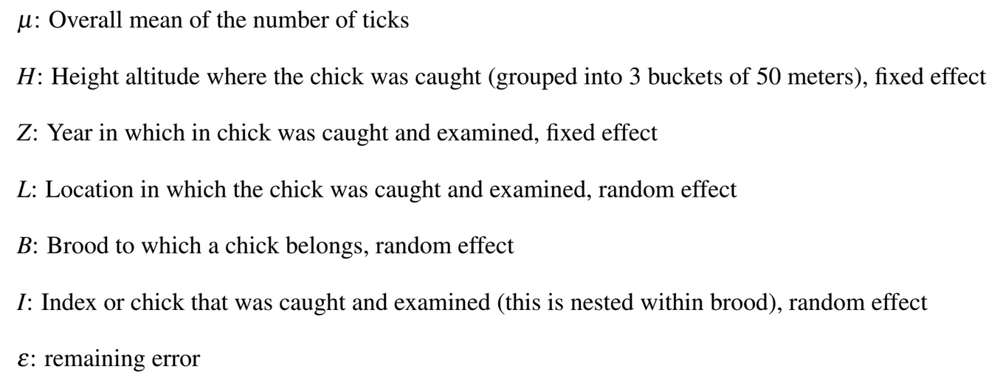 μ: Overall mean of the number of ticks
H: Height altitude where the chick was caught (grouped into 3 buckets of 50 meters), fixed effect
Z: Year in which in chick was caught and examined, fixed effect
L: Location in which the chick was caught and examined, random effect
B: Brood to which a chick belongs, random effect
I: Index or chick that was caught and examined (this is nested within brood), random effect
ε: remaining error